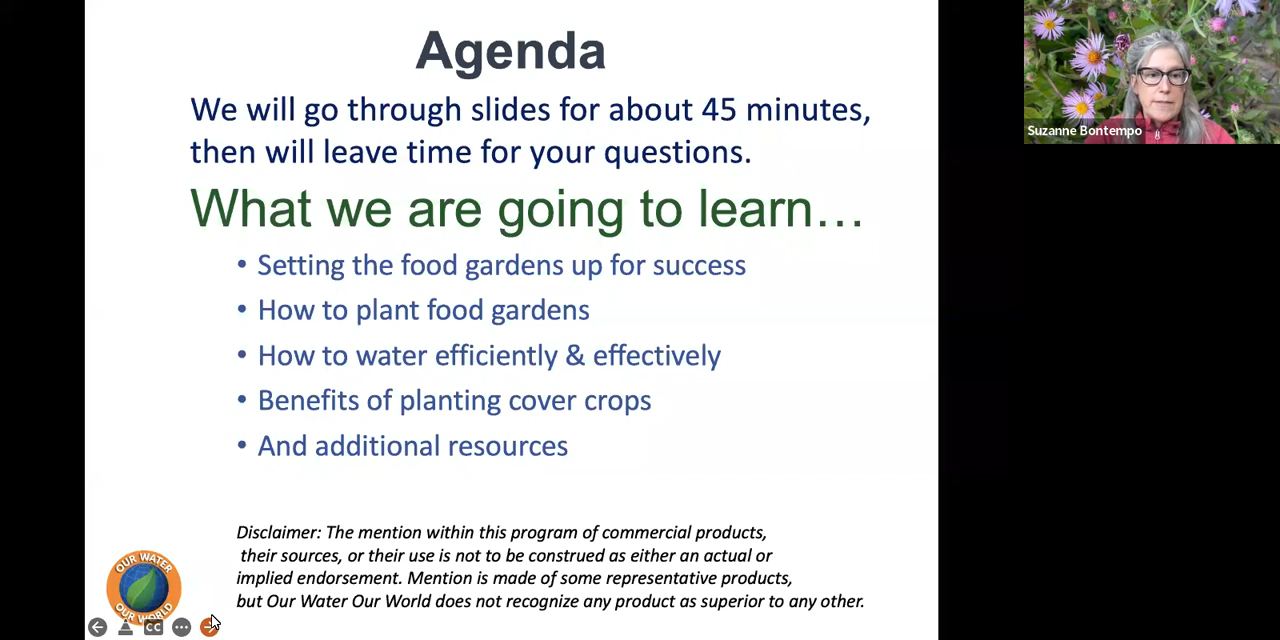 Agenda
We will go through slides for about 45 minutes,
then will leave time for your questions.
What we are going to learn…
• Setting the food gardens up for success
• How to plant food gardens
• How to water efficiently & effectively
• Benefits of planting cover crops
• And additional resources
Disclaimer: The mention within this program of commercial products,
their sources, or their use is not to be construed as either an actual or
implied endorsement. Mention is made of some representative products,
but Our Water Our World does not recognize any product as superior to any other.
OUR WATER
OUR WORLD
CC
Suzanne Bontempo